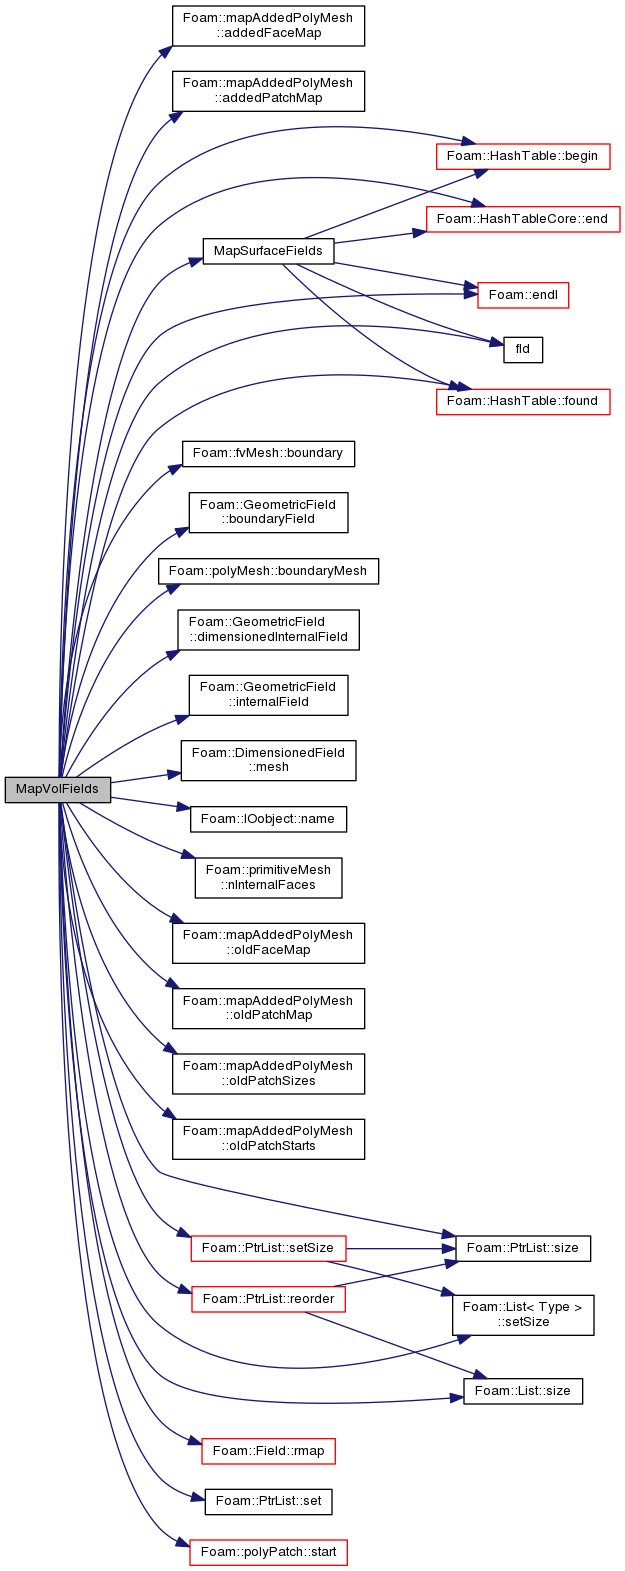 Foam::mapAddedPolyMesh
::addedFaceMap
Foam::mapAddedPolyMesh
::addedPatchMap
Foam::HashTable::begin
Foam::HashTableCore::end
MapSurfaceFields
Foam::endl
fld
Foam::HashTable::found
Foam::fvMesh::boundary
Foam::GeometricField
::boundaryField
Foam::polyMesh::boundaryMesh
Foam::GeometricField
::dimensionedInternalField
Foam::GeometricField
::internalField
Foam::DimensionedField
::mesh
MapVolFields
Foam::IOobject::name
Foam::primitiveMesh
::nInternalFaces
Foam::mapAddedPolyMesh
::oldFaceMap
Foam::mapAddedPolyMesh
::oldPatchMap
Foam::mapAddedPolyMesh
::oldPatchSizes
Foam::mapAddedPolyMesh
::oldPatchStarts
Foam::PtrList::setSize
Foam::PtrList::size
Foam::PtrList::reorder
Foam::List< Type >
::setSize
Foam::List::size
Foam::Field::rmap
Foam::PtrList::set
Foam::polyPatch::start